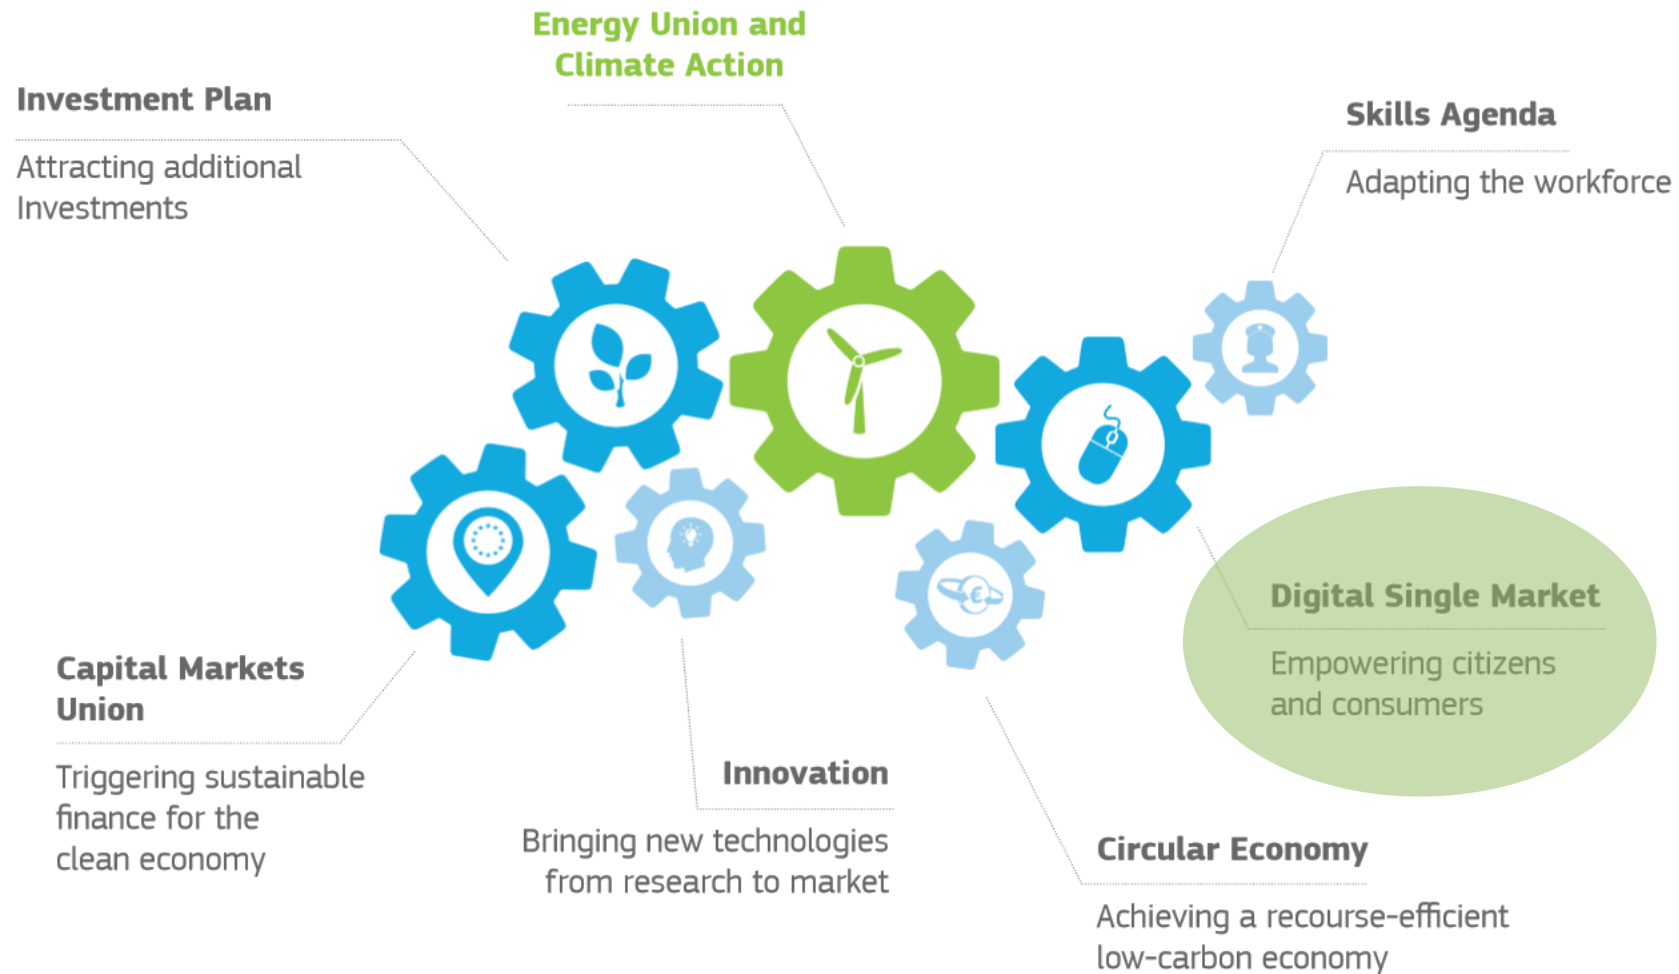 Energy Union and
Climate Action
Investment Plan
Attracting additional
Investments
Skills Agenda
Adapting the workforce
Capital Markets
Union
Triggering sustainable
finance for the
clean economy
Innovation
Bringing new technologies
from research to market
€
Digital Single Market
Empowering citizens
and consumers
Circular Economy
Achieving a recourse-efficient
low-carbon economy